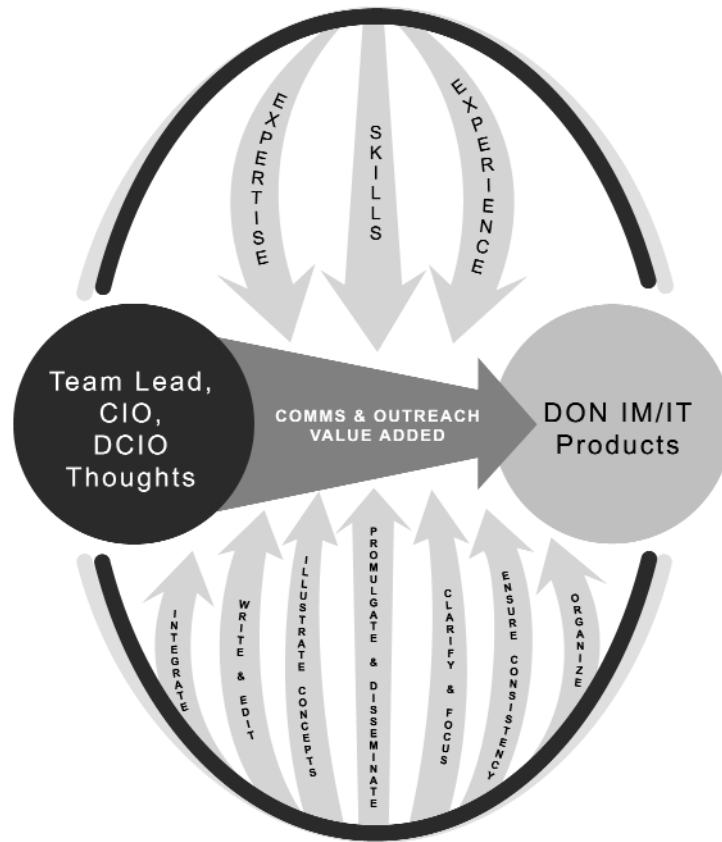 EXPERTISE
SKILLS
EXPERIENCE
Team Lead,
CIO,
DCIO
Thoughts
COMMS & OUTREACH
VALUE ADDED
DON IM/IT
Products
INTEGRATE
WRITE & EDIT
ILLUSTRATE CONCEPTS
PROMULGATE & DISSEMINATE
CLARIFY & FOCUS
ENSURE CONSISTENCY
ORGANIZE